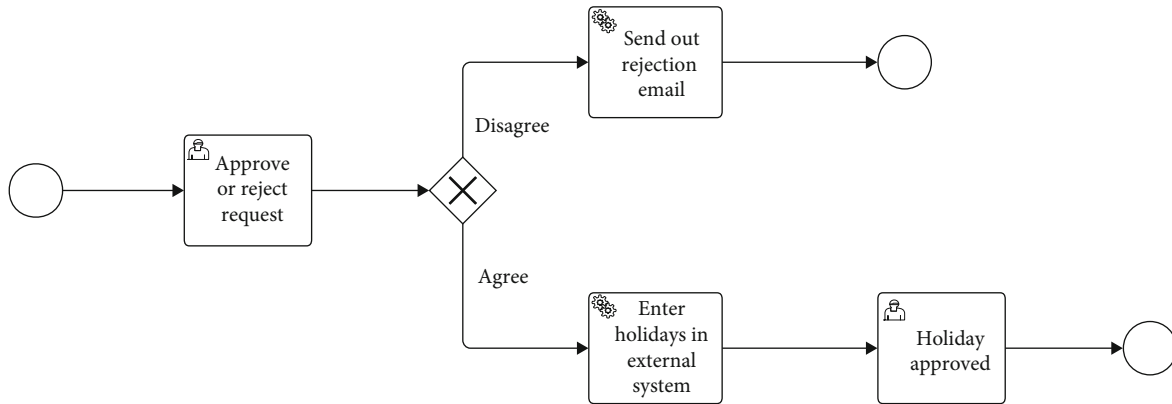 Send out
rejection
email
Disagree
Approve
or reject
request
Agree
Enter
holidays in
external
system
Holiday
approved